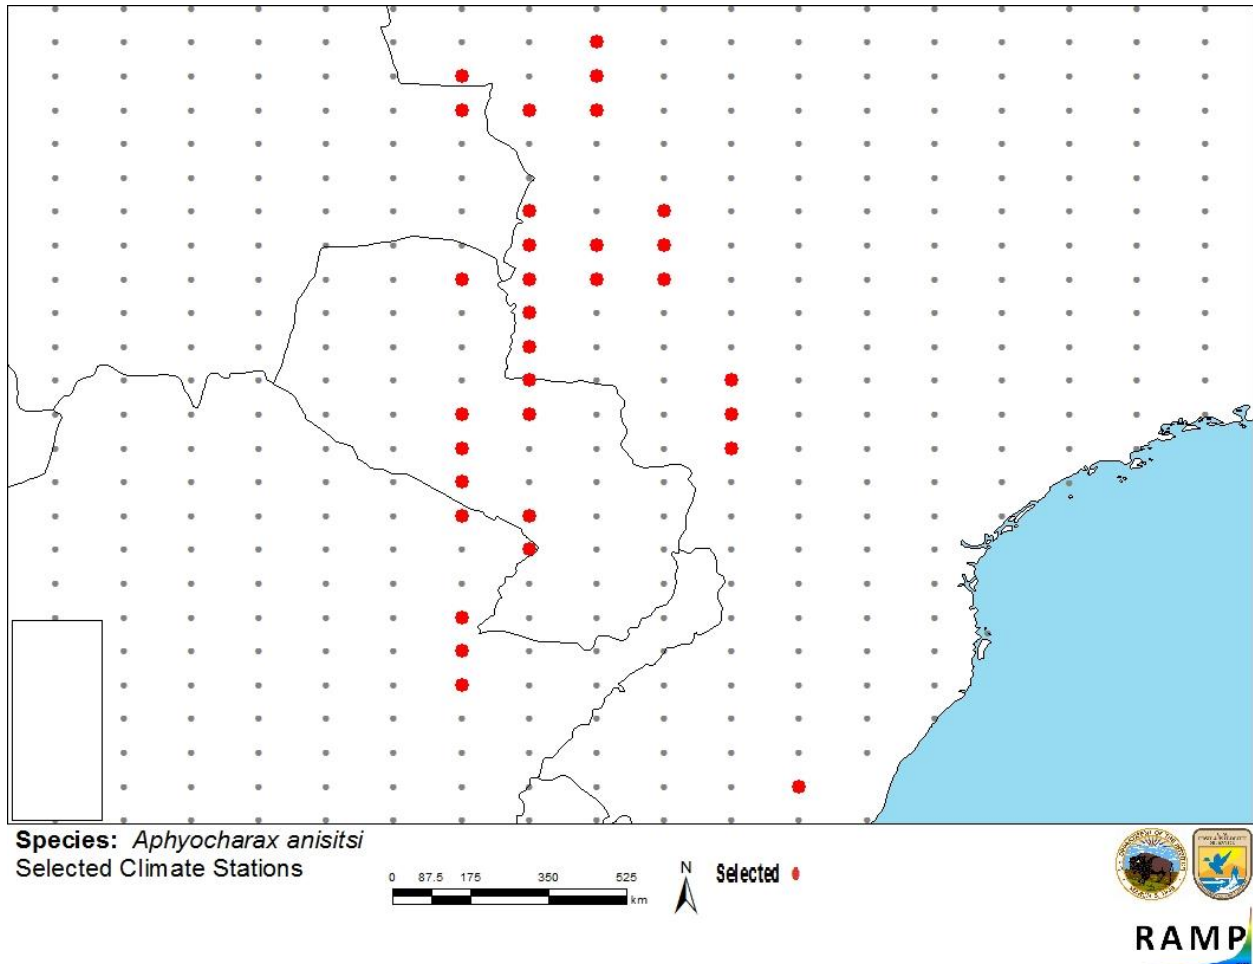 Species: Aphyocharax anisitsi
Selected Climate Stations
0 87.5 175 350 525
km
N
Selected
RAMP